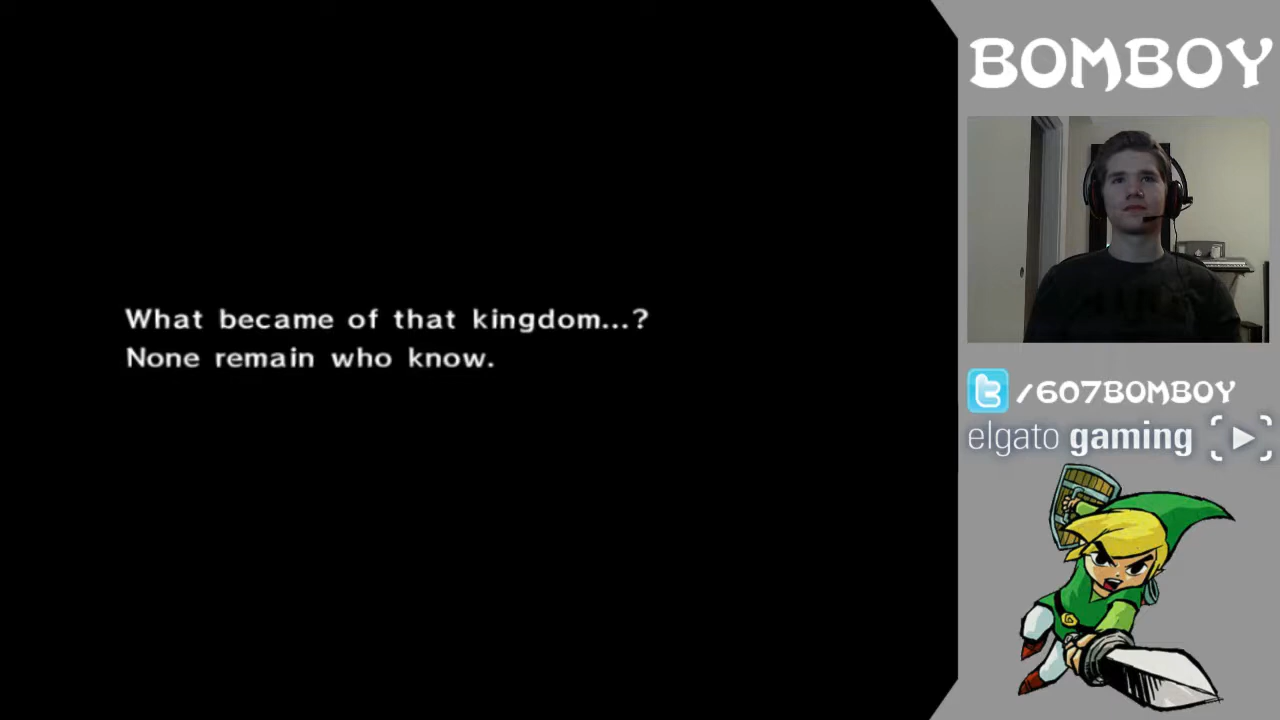 BOMBOY
What became of that kingdom...?
None remain who know.
/607BOMBOY
elgato gaming